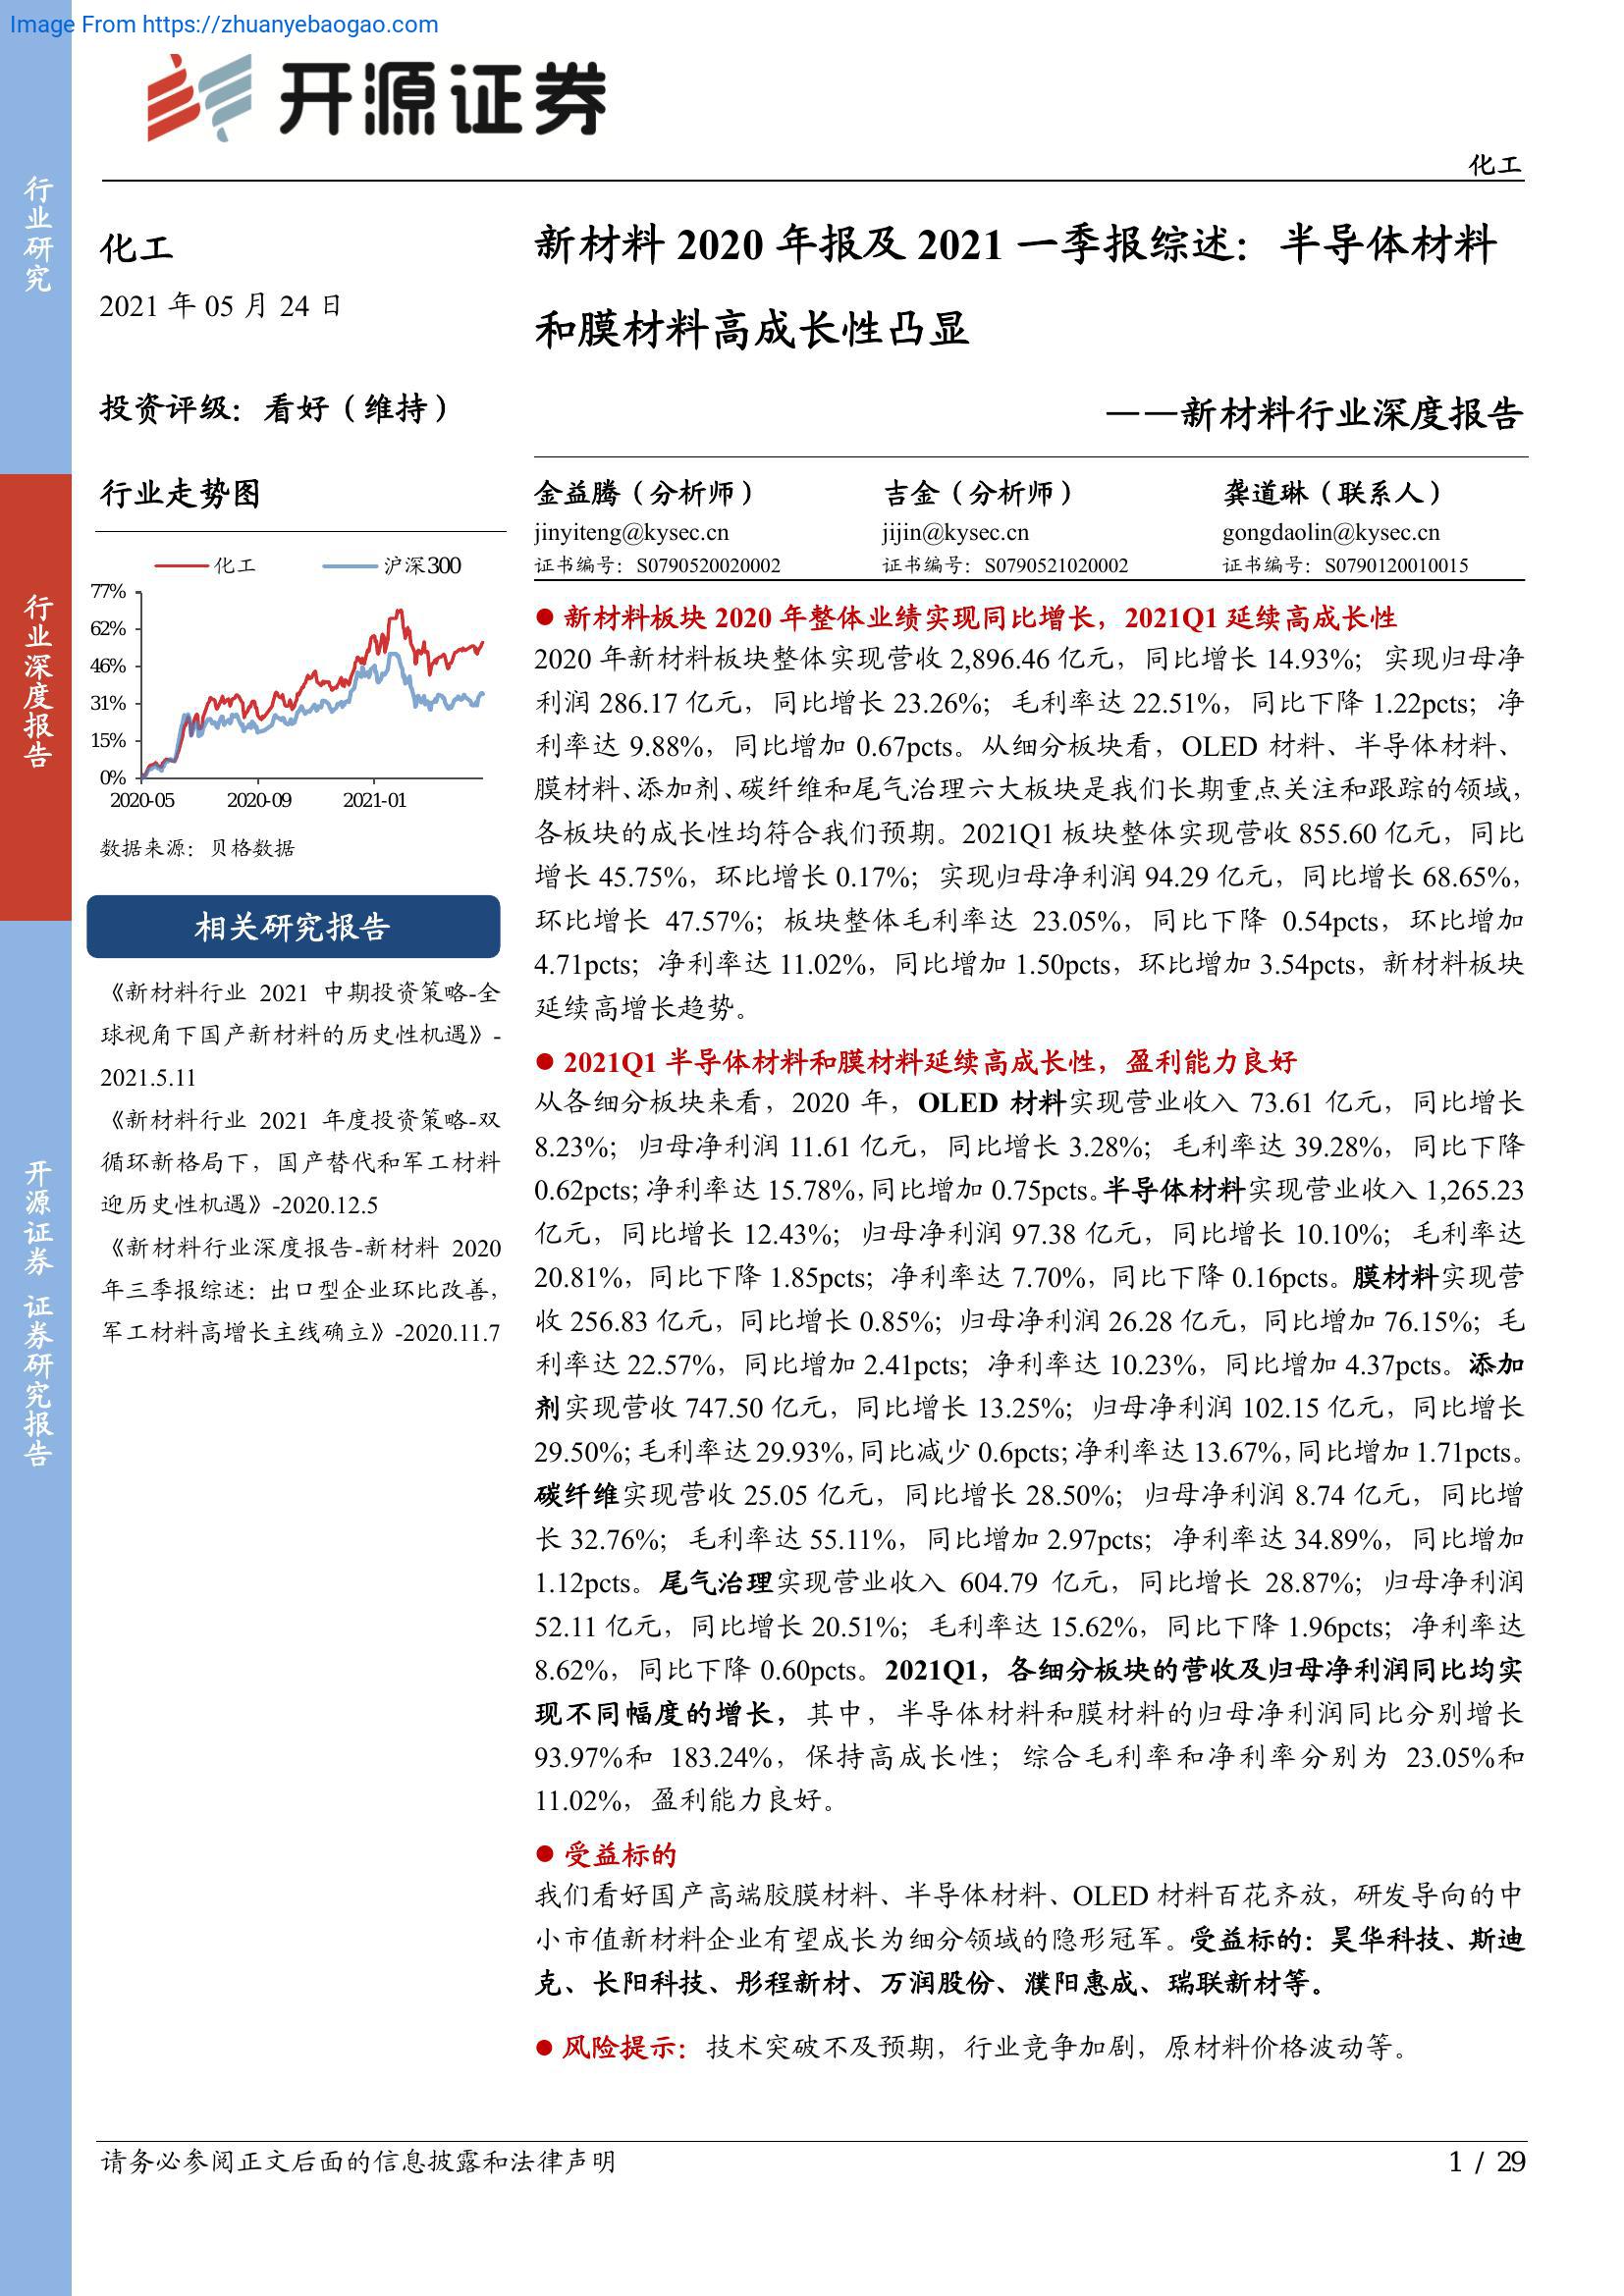 Image From https://zhuanyebaogao.com
开源证券
化工
行业研究
行业深度报告
开源证券 证券研究报告
化工
2021 年 05 月 24 日
投资评级：看好（维持）
行业走势图
化工
沪深300
77%
62%
46%
31%
15%
0%
2020-05
2020-09
2021-01
数据来源：贝格数据
相关研究报告
《新材料行业 2021 中期投资策略-全
球视角下国产新材料的历史性机遇》-
2021.5.11
《新材料行业 2021 年度投资策略-双
循环新格局下，国产替代和军工材料
迎历史性机遇》-2020.12.5
《新材料行业深度报告-新材料 2020
年三季报综述：出口型企业环比改善，
军工材料高增长主线确立》-2020.11.7
新材料 2020 年报及 2021 一季报综述：半导体材料
和膜材料高成长性凸显
——新材料行业深度报告
金益腾（分析师）
吉金（分析师）
龚道琳（联系人）
jinyiteng@kysec.cn
jijin@kysec.cn
gongdaolin@kysec.cn
证书编号：S0790520020002
证书编号：S0790521020002
证书编号：S0790120010015
● 新材料板块 2020 年整体业绩实现同比增长，2021Q1 延续高成长性
2020 年新材料板块整体实现营收 2,896.46 亿元，同比增长 14.93%；实现归母净
利润 286.17 亿元，同比增长 23.26%；毛利率达 22.51%，同比下降 1.22pcts；净
利率达 9.88%，同比增加 0.67pcts。从细分板块看，OLED 材料、半导体材料、
膜材料、添加剂、碳纤维和尾气治理六大板块是我们长期重点关注和跟踪的领域，
各板块的成长性均符合我们预期。2021Q1 板块整体实现营收 855.60 亿元，同比
增长 45.75%，环比增长 0.17%；实现归母净利润 94.29 亿元，同比增长 68.65%，
环比增长 47.57%；板块整体毛利率达 23.05%，同比下降 0.54pcts，环比增加
4.71pcts；净利率达 11.02%，同比增加 1.50pcts，环比增加 3.54pcts，新材料板块
延续高增长趋势。
● 2021Q1 半导体材料和膜材料延续高成长性，盈利能力良好
从各细分板块来看，2020 年，OLED 材料实现营业收入 73.61 亿元，同比增长
8.23%；归母净利润 11.61 亿元，同比增长 3.28%；毛利率达 39.28%，同比下降
0.62pcts；净利率达 15.78%，同比增加 0.75pcts。半导体材料实现营业收入 1,265.23
亿元，同比增长 12.43%；归母净利润 97.38 亿元，同比增长 10.10%；毛利率达
20.81%，同比下降 1.85pcts；净利率达 7.70%，同比下降 0.16pcts。膜材料实现营
收 256.83 亿元，同比增长 0.85%；归母净利润 26.28 亿元，同比增加 76.15%；毛
利率达 22.57%，同比增加 2.41pcts；净利率达 10.23%，同比增加 4.37pcts。添加
剂实现营收 747.50 亿元，同比增长 13.25%；归母净利润 102.15 亿元，同比增长
29.50%；毛利率达 29.93%，同比减少 0.6pcts；净利率达 13.67%，同比增加 1.71pcts。
碳纤维实现营收 25.05 亿元，同比增长 28.50%；归母净利润 8.74 亿元，同比增
长 32.76%；毛利率达 55.11%，同比增加 2.97pcts；净利率达 34.89%，同比增加
1.12pcts。尾气治理实现营业收入 604.79 亿元，同比增长 28.87%；归母净利润
52.11 亿元，同比增长 20.51%；毛利率达 15.62%，同比下降 1.96pcts；净利率达
8.62%，同比下降 0.60pcts。2021Q1，各细分板块的营收及归母净利润同比均实
现不同幅度的增长，其中，半导体材料和膜材料的归母净利润同比分别增长
93.97%和 183.24%，保持高成长性；综合毛利率和净利率分别为 23.05%和
11.02%，盈利能力良好。
● 受益标的
我们看好国产高端胶膜材料、半导体材料、OLED 材料百花齐放，研发导向的中
小市值新材料企业有望成长为细分领域的隐形冠军。受益标的：昊华科技、斯迪
克、长阳科技、彤程新材、万润股份、濮阳惠成、瑞联新材等。
● 风险提示：技术突破不及预期，行业竞争加剧，原材料价格波动等。
请务必参阅正文后面的信息披露和法律声明
1 / 29